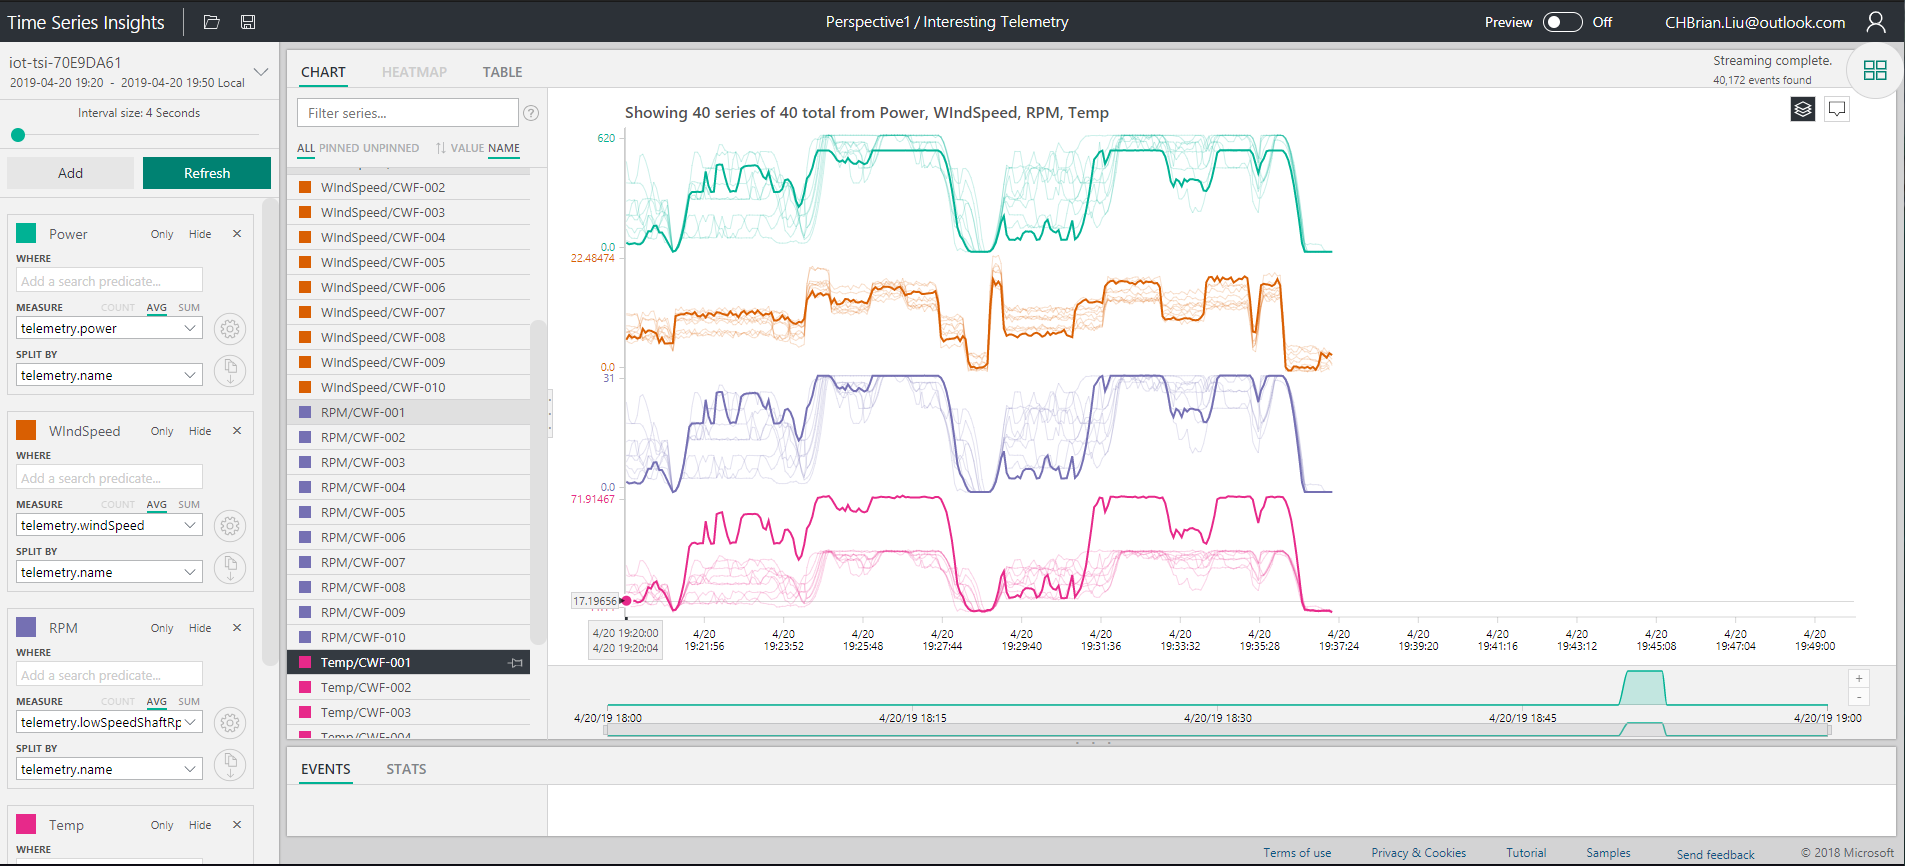 Time Series Insights
Perspective1 / Interesting Telemetry
Preview Off
CHBrian.Liu@outlook.com
iot-tsi-70E9DA61
2019-04-20 19:20 - 2019-04-20 19:50 Local
Interval size: 4 Seconds
Add Refresh
Power Only Hide ×
WHERE
Add a search predicate...
MEASURE COUNT AVG SUM
telemetry.power
SPLIT BY
telemetry.name
WIndSpeed Only Hide ×
WHERE
Add a search predicate...
MEASURE COUNT AVG SUM
telemetry.windSpeed
SPLIT BY
telemetry.name
RPM Only Hide ×
WHERE
Add a search predicate...
MEASURE COUNT AVG SUM
telemetry.lowSpeedShaftRp
SPLIT BY
telemetry.name
Temp Only Hide ×
WHERE
CHART HEATMAP TABLE
Streaming complete.
40,172 events found
Filter series... ?
ALL PINNED UNPINNED VALUE NAME
WIndSpeed/CWF-002
WIndSpeed/CWF-003
WIndSpeed/CWF-004
WIndSpeed/CWF-005
WIndSpeed/CWF-006
WIndSpeed/CWF-007
WIndSpeed/CWF-008
WIndSpeed/CWF-009
WIndSpeed/CWF-010
RPM/CWF-001
RPM/CWF-002
RPM/CWF-003
RPM/CWF-004
RPM/CWF-005
RPM/CWF-006
RPM/CWF-007
RPM/CWF-008
RPM/CWF-009
RPM/CWF-010
Temp/CWF-001
Temp/CWF-002
Temp/CWF-003
Temp/CWF-004
Showing 40 series of 40 total from Power, WIndSpeed, RPM, Temp
620
0.0
22.48474
0.0
31
0.0
71.91467
17.19656
4/20 19:20:00 4/20 4/20 4/20 4/20 4/20 4/20 4/20 4/20 4/20 4/20 4/20 4/20 4/20 4/20 4/20
4/20 19:20:04 19:21:56 19:23:52 19:25:48 19:27:44 19:29:40 19:31:36 19:33:32 19:35:28 19:37:24 19:39:20 19:41:16 19:43:12 19:45:08 19:47:04 19:49:00
+
-
4/20/19 18:00 4/20/19 18:15 4/20/19 18:30 4/20/19 18:45 4/20/19 19:00
EVENTS STATS
Terms of use Privacy & Cookies Tutorial Samples Send feedback © 2018 Microsoft